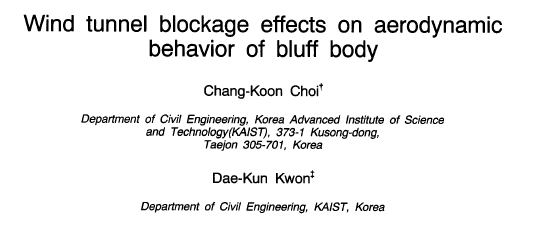 Wind tunnel blockage effects on aerodynamic
behavior of bluff body
Chang-Koon Choi†
Department of Civil Engineering, Korea Advanced Institute of Science
and Technology(KAIST), 373-1 Kusong-dong,
Taejon 305-701, Korea
Dae-Kun Kwon‡
Department of Civil Engineering, KAIST, Korea